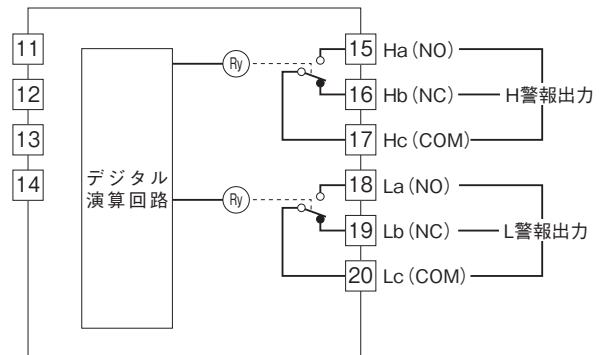 11
12
13
14
デジタル
演算回路
Ry
15 Ha(NO)
16 Hb(NC)
17 Hc(COM)
H警報出力
Ry
18 La(NO)
19 Lb(NC)
20 Lc(COM)
L警報出力